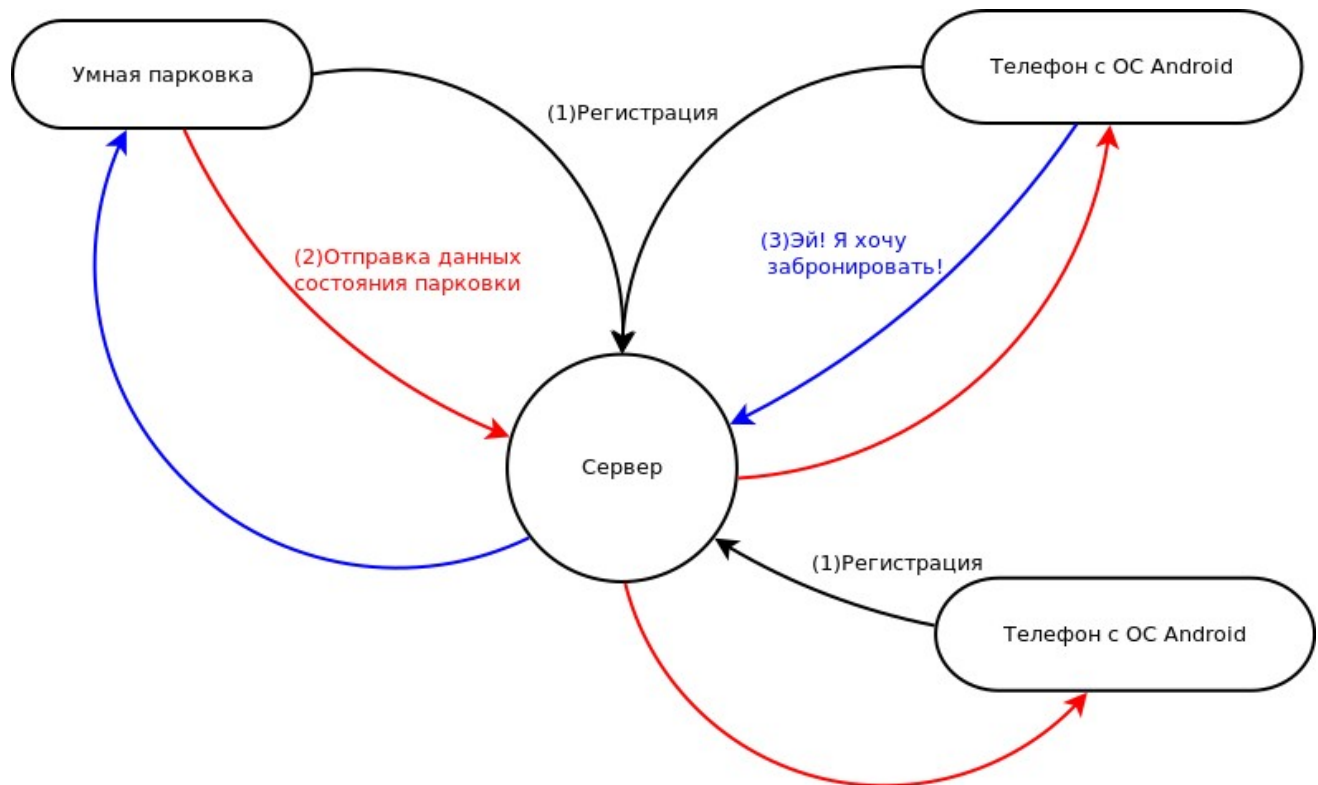 Умная парковка
Телефон с ОС Android
(1)Регистрация
(3)Эй! Я хочу
забронировать!
(2)Отправка данных
состояния парковки
Сервер
(1)Регистрация
Телефон с ОС Android